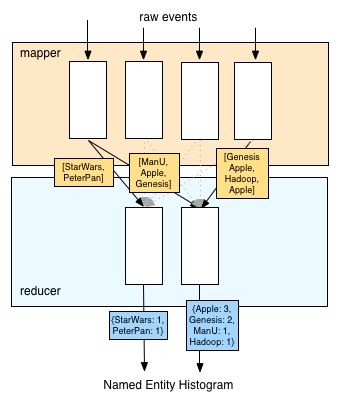 raw events
mapper
[StarWars,
PeterPan]
[ManU,
Apple,
Genesis]
[Genesis
Apple,
Hadoop,
Apple]
reducer
{StarWars: 1,
PeterPan: 1}
{Apple: 3,
Genesis: 2,
ManU: 1,
Hadoop: 1}
Named Entity Histogram